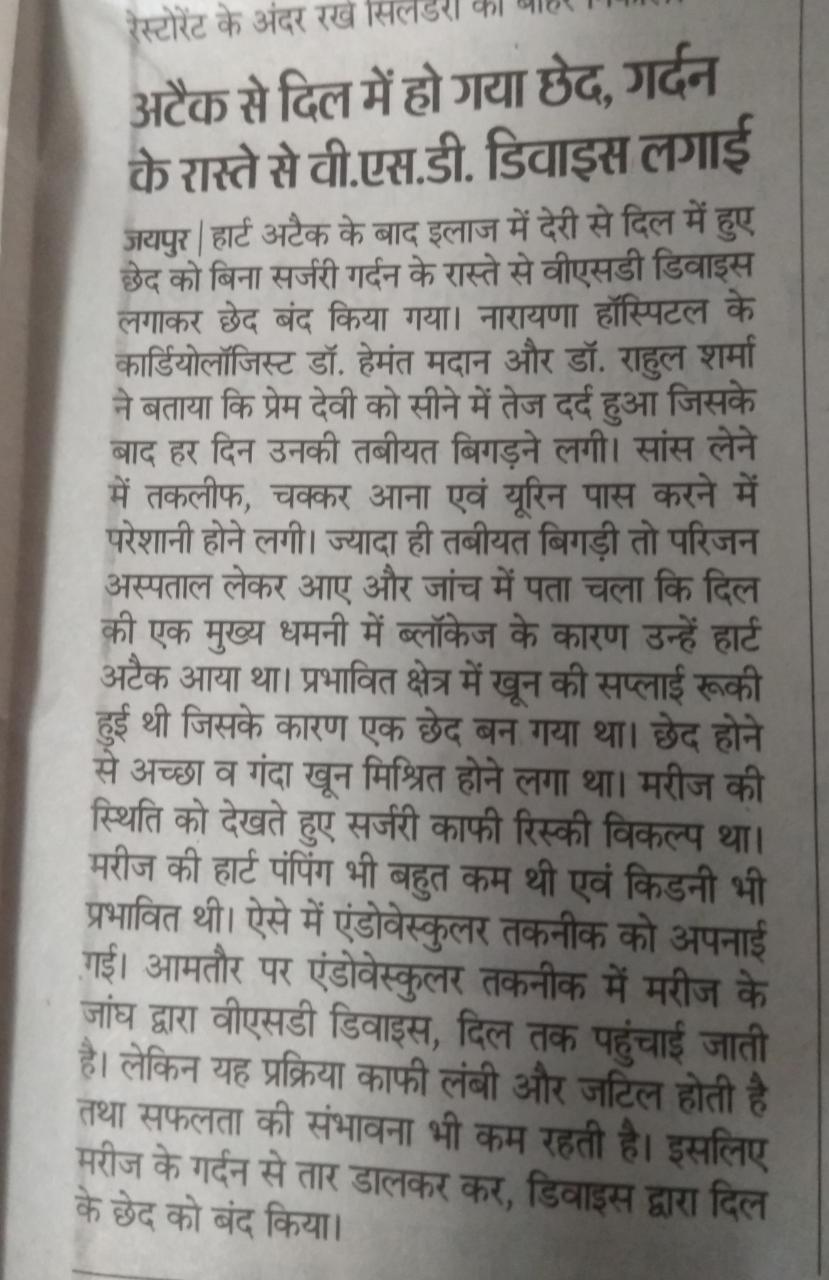 रेस्टोरेंट के अंदर रखे सिलेंडरों को बाहर
अटैक से दिल में हो गया छेद, गर्दन
के रास्ते से वी.एस.डी. डिवाइस लगाई
जयपुर | हार्ट अटैक के बाद इलाज में देरी से दिल में हुए
छेद को बिना सर्जरी गर्दन के रास्ते से वीएसडी डिवाइस
लगाकर छेद बंद किया गया। नारायणा हॉस्पिटल के
कार्डियोलॉजिस्ट डॉ. हेमंत मदान और डॉ. राहुल शर्मा
ने बताया कि प्रेम देवी को सीने में तेज दर्द हुआ जिसके
बाद हर दिन उनकी तबीयत बिगड़ने लगी। सांस लेने
में तकलीफ, चक्कर आना एवं यूरिन पास करने में
परेशानी होने लगी। ज्यादा ही तबीयत बिगड़ी तो परिजन
अस्पताल लेकर आए और जांच में पता चला कि दिल
की एक मुख्य धमनी में ब्लॉकेज के कारण उन्हें हार्ट
अटैक आया था। प्रभावित क्षेत्र में खून की सप्लाई रूकी
हुई थी जिसके कारण एक छेद बन गया था। छेद होने
से अच्छा व गंदा खून मिश्रित होने लगा था। मरीज की
स्थिति को देखते हुए सर्जरी काफी रिस्की विकल्प था।
मरीज की हार्ट पंपिंग भी बहुत कम थी एवं किडनी भी
प्रभावित थी। ऐसे में एंडोवेस्कुलर तकनीक को अपनाई
गई। आमतौर पर एंडोवेस्कुलर तकनीक में मरीज के
जांघ द्वारा वीएसडी डिवाइस, दिल तक पहुंचाई जाती
है। लेकिन यह प्रक्रिया काफी लंबी और जटिल होती है
तथा सफलता की संभावना भी कम रहती है। इसलिए
मरीज के गर्दन से तार डालकर कर, डिवाइस द्वारा दिल
के छेद को बंद किया।